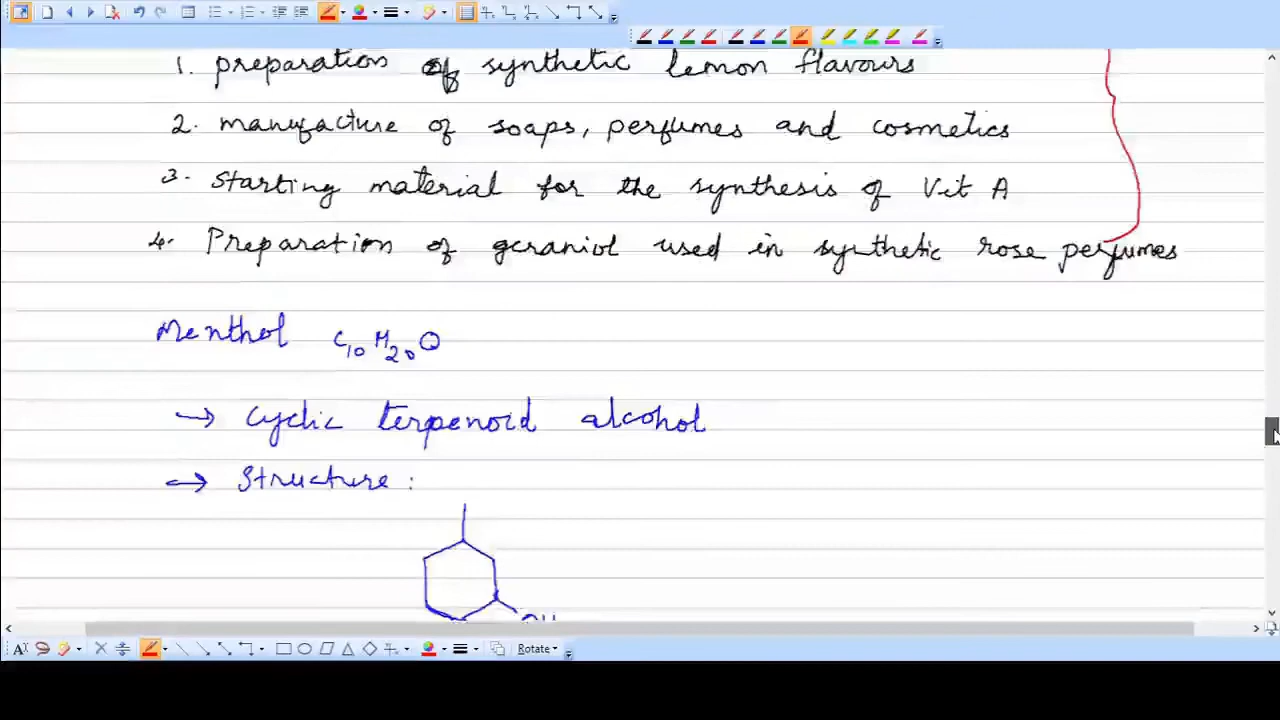 1. preparation of synthetic lemon flavours
2. manufacture of soaps, perfumes and cosmetics
3. Starting material for the synthesis of Vit A
4. Preparation of geraniol used in synthetic rose perfumes
Menthol C10H20O
→ Cyclic terpenoid alcohol
→ Structure :
OH
Rotate